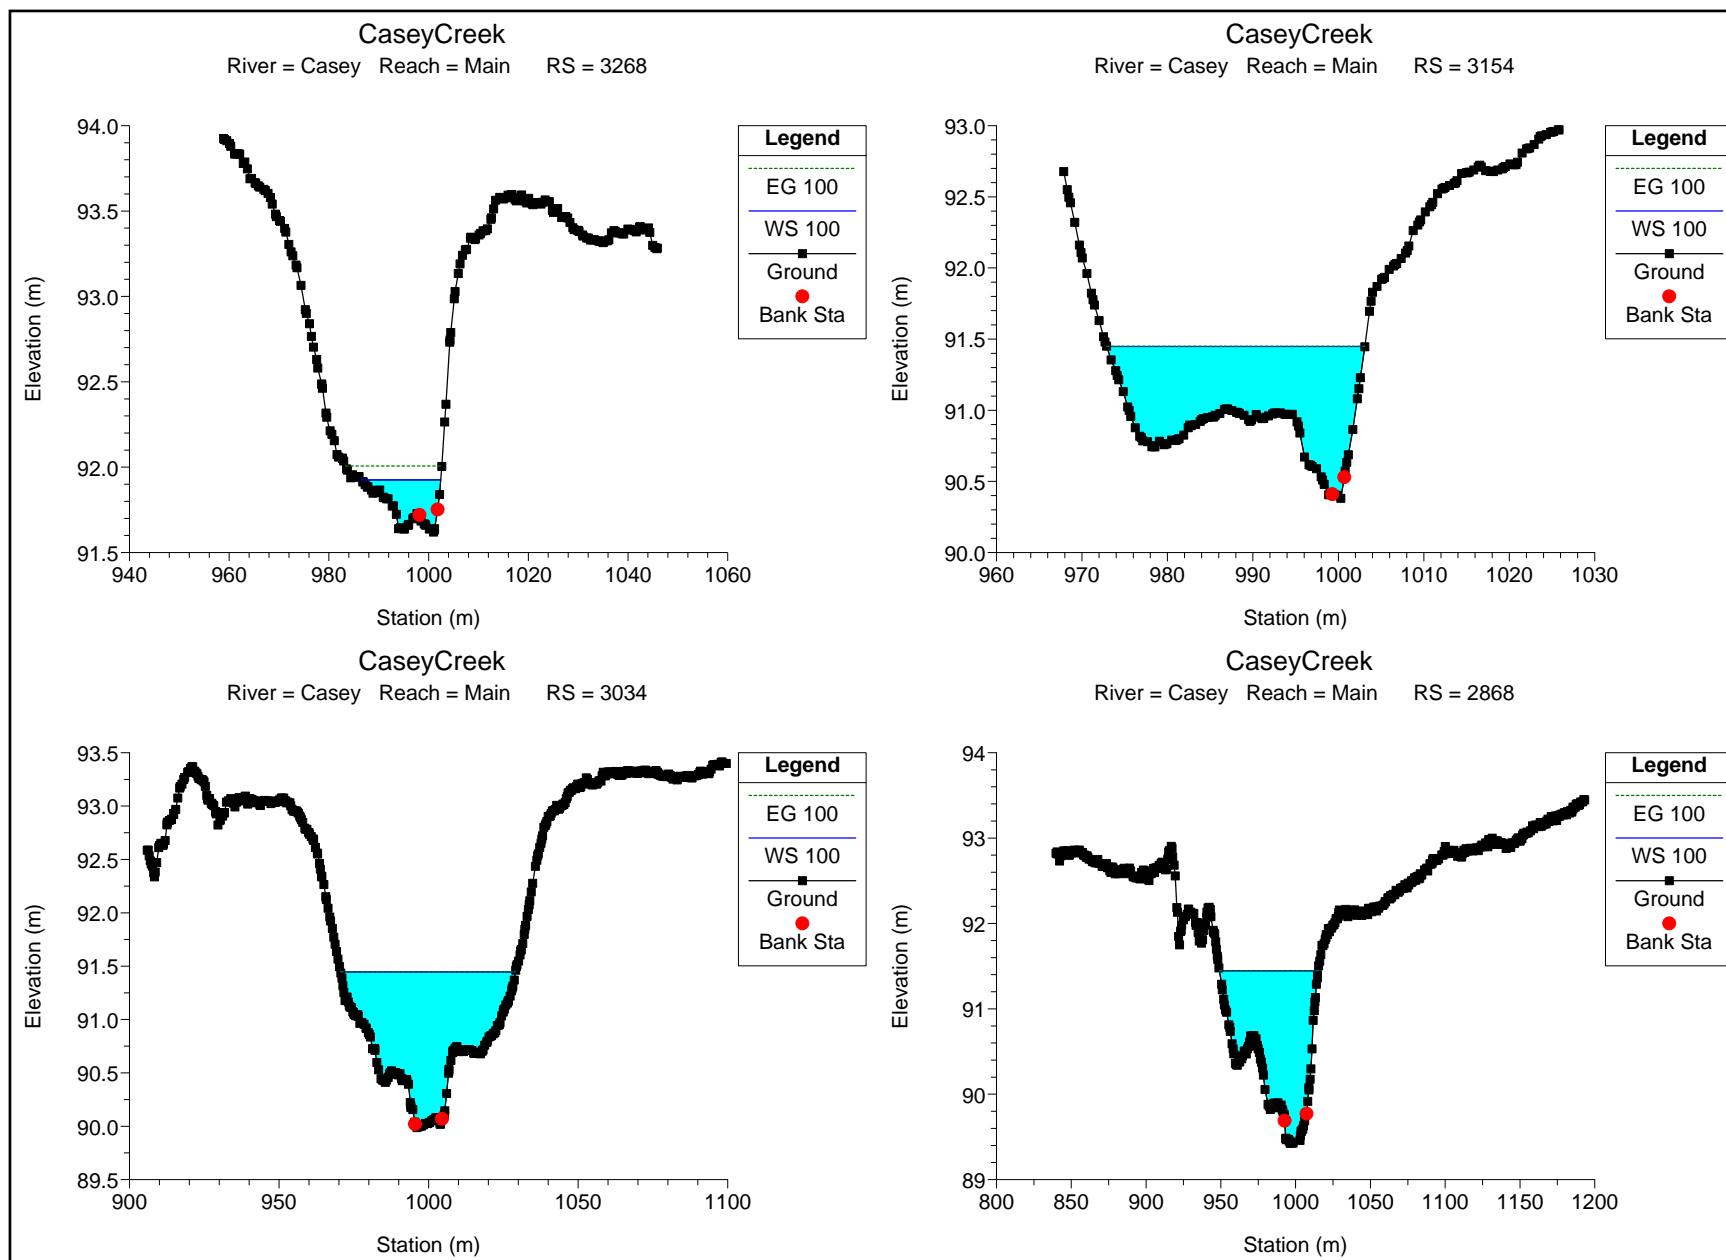 CaseyCreek
River = Casey   Reach = Main      RS = 3268
94.0
93.5
93.0
92.5
92.0
91.5
Elevation (m)
940 960 980 1000 1020 1040 1060
Station (m)
Legend
EG 100
WS 100
Ground
Bank Sta
CaseyCreek
River = Casey   Reach = Main      RS = 3154
93.0
92.5
92.0
91.5
91.0
90.5
90.0
Elevation (m)
960 970 980 990 1000 1010 1020 1030
Station (m)
Legend
EG 100
WS 100
Ground
Bank Sta
CaseyCreek
River = Casey   Reach = Main      RS = 3034
93.5
93.0
92.5
92.0
91.5
91.0
90.5
90.0
89.5
Elevation (m)
900 950 1000 1050 1100
Station (m)
Legend
EG 100
WS 100
Ground
Bank Sta
CaseyCreek
River = Casey   Reach = Main      RS = 2868
94
93
92
91
90
89
Elevation (m)
800 850 900 950 1000 1050 1100 1150 1200
Station (m)
Legend
EG 100
WS 100
Ground
Bank Sta